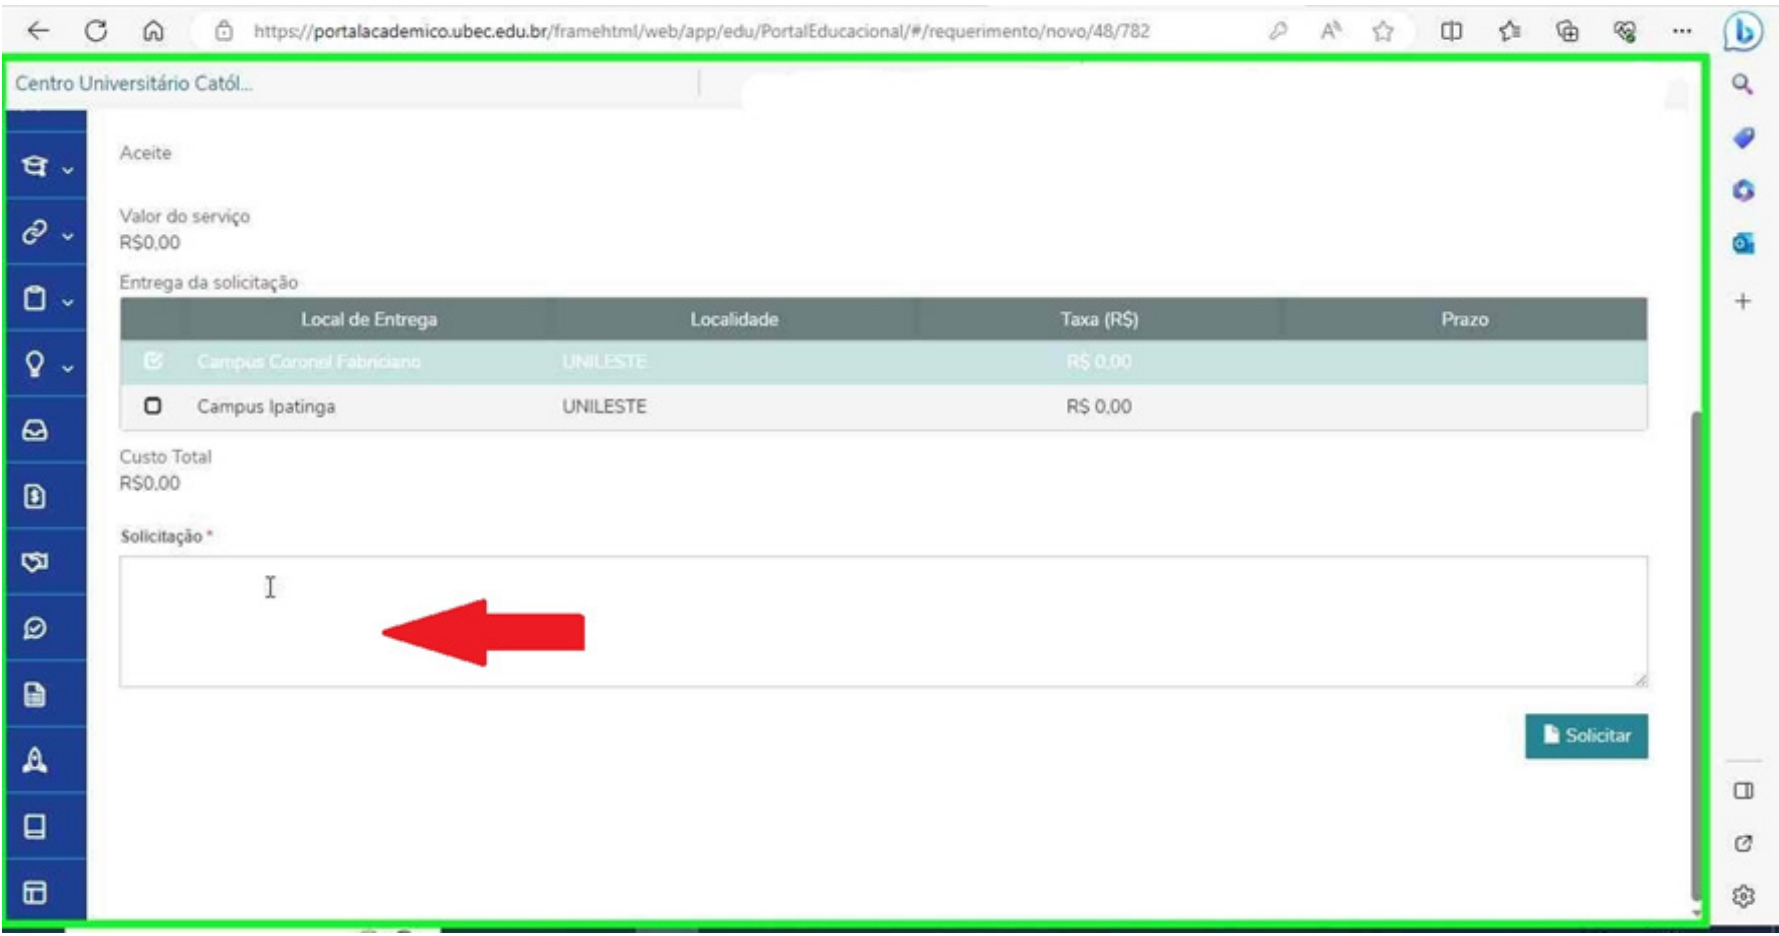 https://portalacademico.ubec.edu.br/framehtml/web/app/edu/PortalEducacional/#/requerimento/novo/48/782
Centro Universitário Catól...
Aceite
Valor do serviço
R$0,00
Entrega da solicitação
Local de Entrega Localidade Taxa (R$) Prazo
Campus Coronel Fabriciano UNILESTE R$ 0,00
Campus Ipatinga UNILESTE R$ 0,00
Custo Total
R$0,00
Solicitação *
Solicitar